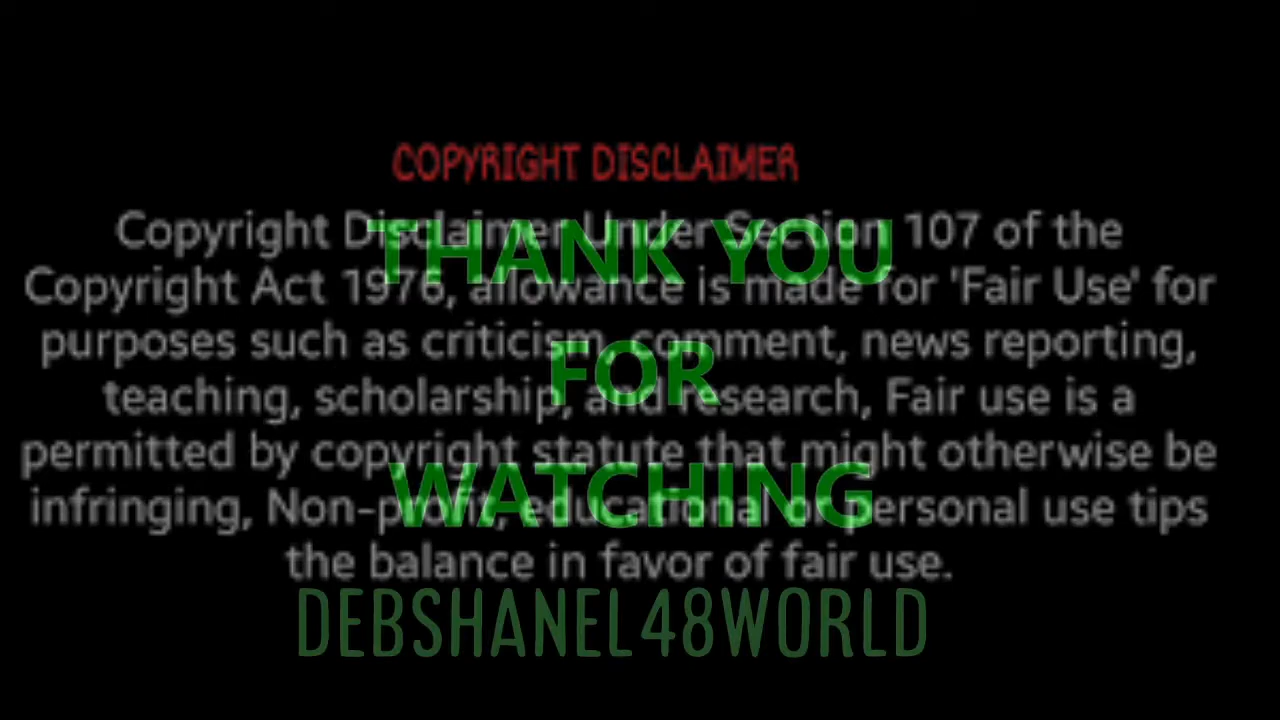 COPYRIGHT DISCLAIMER
Copyright Disclaimer Under Section 107 of the
THANK YOU
Copyright Act 1976, allowance is made for 'Fair Use' for
purposes such as criticism, comment, news reporting,
FOR
teaching, scholarship, and research, Fair use is a
permitted by copyright statute that might otherwise be
WATCHING
infringing, Non-profit, educational or personal use tips
the balance in favor of fair use.
DEBSHANEL48WORLD